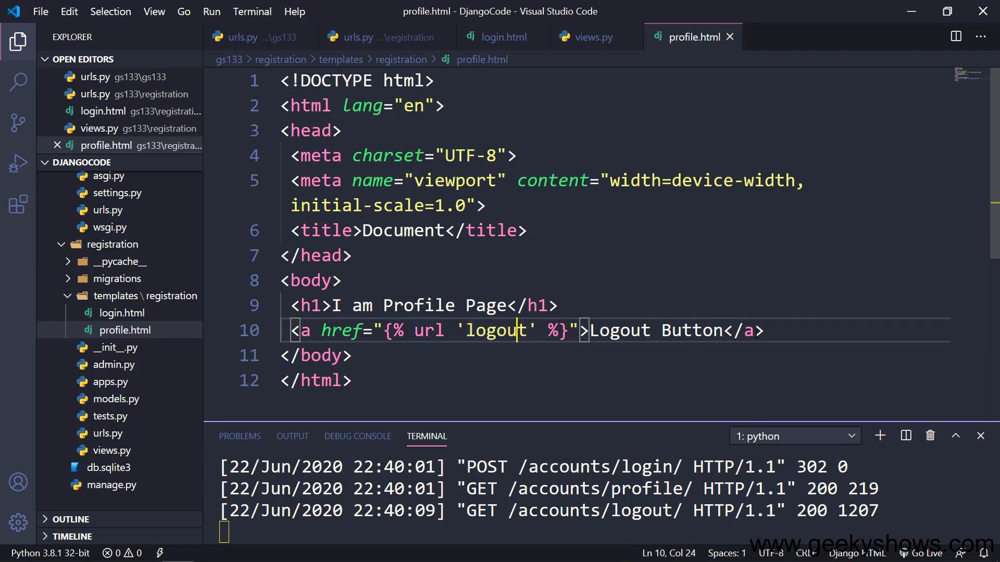 File Edit Selection View Go Run Terminal Help
profile.html - DjangoCode - Visual Studio Code
EXPLORER
OPEN EDITORS
urls.py gs133\gs133
urls.py gs133\registration
login.html gs133\registrati...
views.py gs133\registration
profile.html gs133\registra...
DJANGOCODE
asgi.py
settings.py
urls.py
wsgi.py
registration
__pycache__
migrations
templates\registration
login.html
profile.html
__init__.py
admin.py
apps.py
models.py
tests.py
urls.py
views.py
db.sqlite3
manage.py
OUTLINE
TIMELINE
urls.py ...\gs133 urls.py ...\registration login.html views.py profile.html
gs133 > registration > templates > registration > profile.html
1 <!DOCTYPE html>
2 <html lang="en">
3 <head>
4 <meta charset="UTF-8">
5 <meta name="viewport" content="width=device-width,
initial-scale=1.0">
6 <title>Document</title>
7 </head>
8 <body>
9 <h1>I am Profile Page</h1>
10 <a href="{% url 'logout' %}">Logout Button</a>
11 </body>
12 </html>
PROBLEMS OUTPUT DEBUG CONSOLE TERMINAL 1: python
[22/Jun/2020 22:40:01] "POST /accounts/login/ HTTP/1.1" 302 0
[22/Jun/2020 22:40:01] "GET /accounts/profile/ HTTP/1.1" 200 219
[22/Jun/2020 22:40:09] "GET /accounts/logout/ HTTP/1.1" 200 1207
www.geekyshows.com
Python 3.8.1 32-bit 0 0 Ln 10, Col 24 Spaces: 1 UTF-8 CRLF Django HTML Go Live